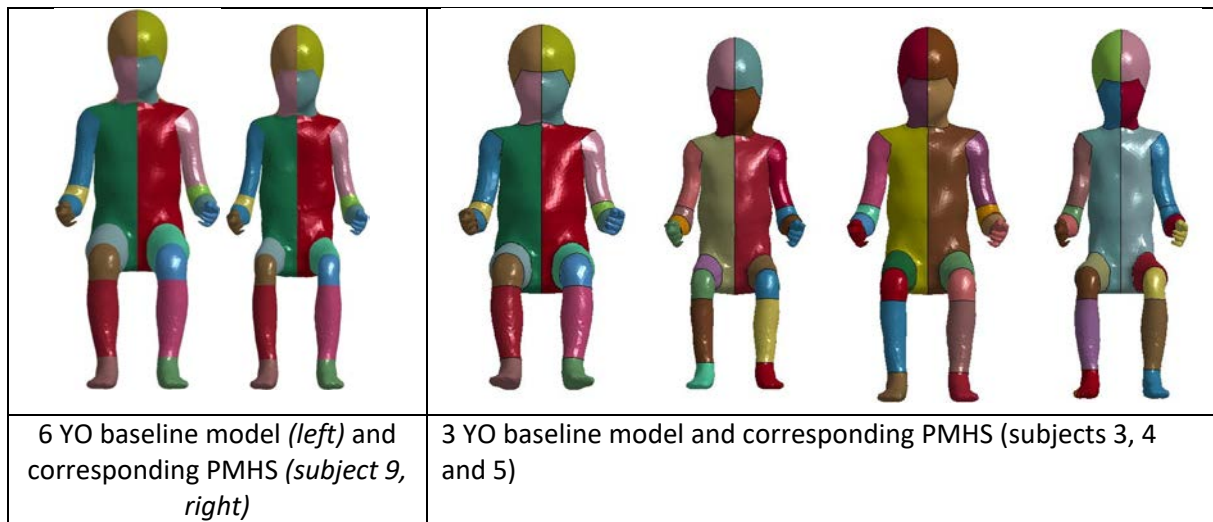 6 YO baseline model (left) and
corresponding PMHS (subject 9,
right)
3 YO baseline model and corresponding PMHS (subjects 3, 4
and 5)